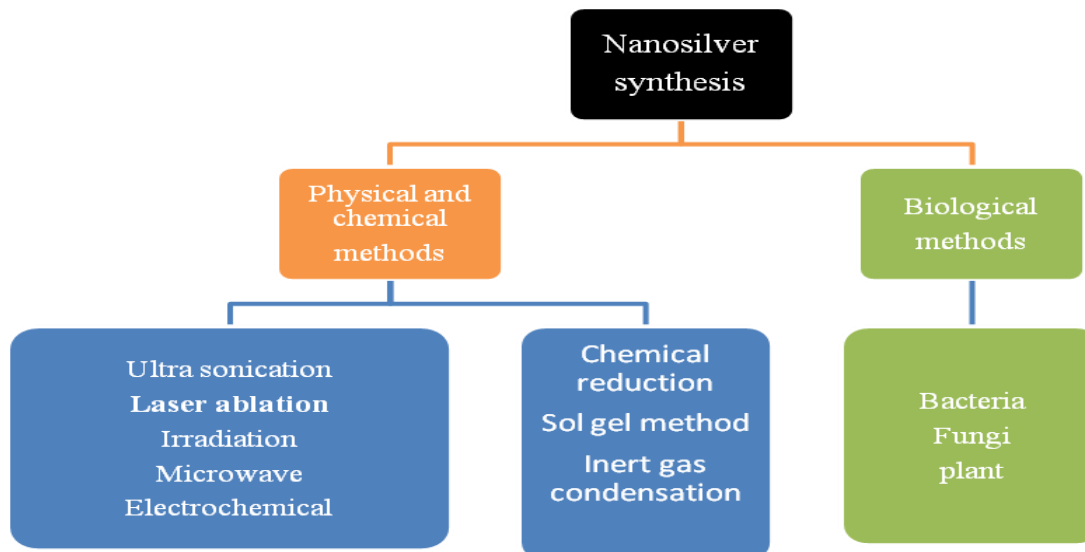 Nanosilver
synthesis
Physical and
chemical
methods
Biological
methods
Ultra sonication
Laser ablation
Irradiation
Microwave
Electrochemical
Chemical
reduction
Sol gel method
Inert gas
condensation
Bacteria
Fungi
plant